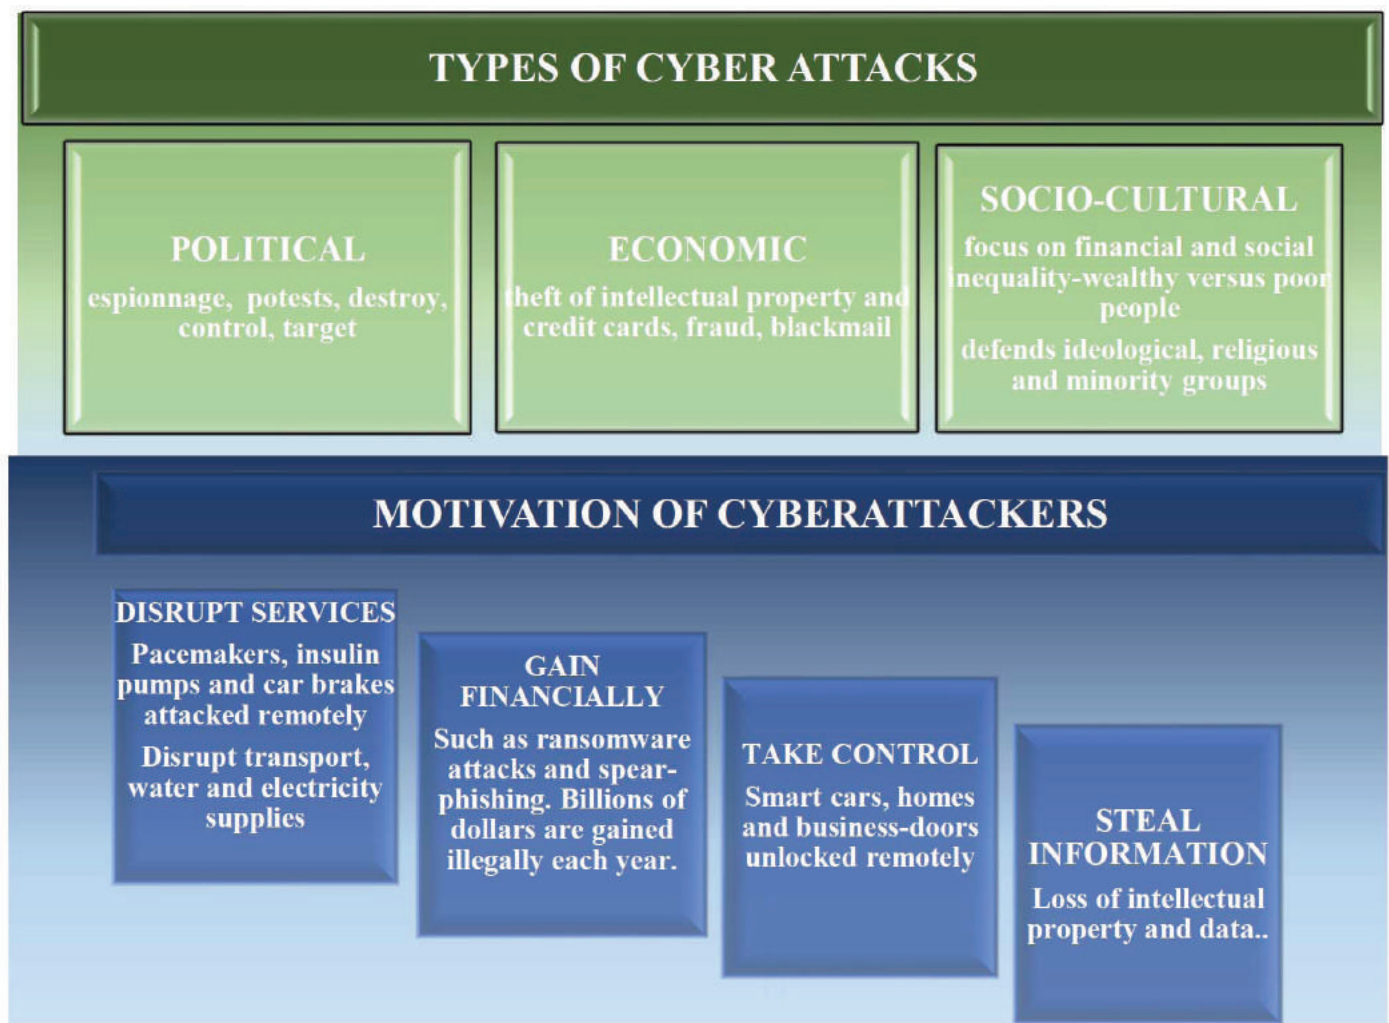 TYPES OF CYBER ATTACKS
POLITICAL
espionnage, potests, destroy,
control, target
ECONOMIC
theft of intellectual property and
credit cards, fraud, blackmail
SOCIO-CULTURAL
focus on financial and social
inequality-wealthy versus poor
people
defends ideological, religious
and minority groups
MOTIVATION OF CYBERATTACKERS
DISRUPT SERVICES
Pacemakers, insulin
pumps and car brakes
attacked remotely
Disrupt transport,
water and electricity
supplies
GAIN
FINANCIALLY
Such as ransomware
attacks and spear-
phishing. Billions of
dollars are gained
illegally each year.
TAKE CONTROL
Smart cars, homes
and business-doors
unlocked remotely
STEAL
INFORMATION
Loss of intellectual
property and data..